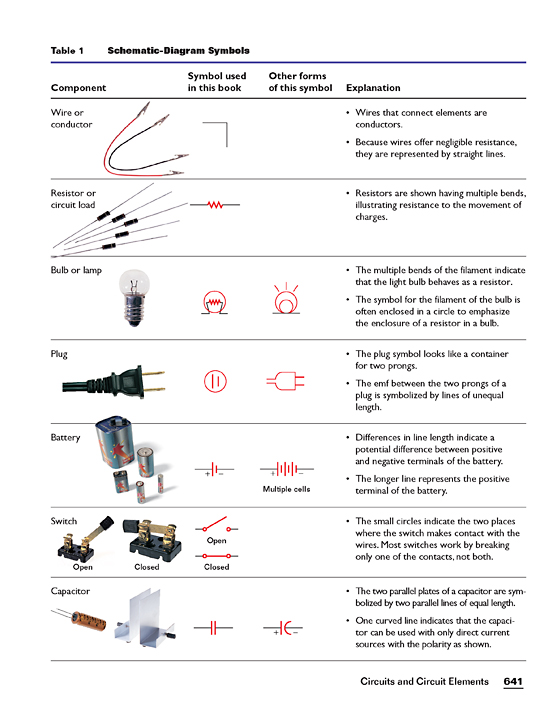 Table 1 Schematic-Diagram Symbols
Component
Symbol used
in this book
Other forms
of this symbol
Explanation
Wire or
conductor
• Wires that connect elements are
conductors.
• Because wires offer negligible resistance,
they are represented by straight lines.
Resistor or
circuit load
• Resistors are shown having multiple bends,
illustrating resistance to the movement of
charges.
Bulb or lamp
• The multiple bends of the filament indicate
that the light bulb behaves as a resistor.
• The symbol for the filament of the bulb is
often enclosed in a circle to emphasize
the enclosure of a resistor in a bulb.
Plug
• The plug symbol looks like a container
for two prongs.
• The emf between the two prongs of a
plug is symbolized by lines of unequal
length.
Battery
+ −
+ −
Multiple cells
• Differences in line length indicate a
potential difference between positive
and negative terminals of the battery.
• The longer line represents the positive
terminal of the battery.
Switch
Open
Closed
Open
Closed
• The small circles indicate the two places
where the switch makes contact with the
wires. Most switches work by breaking
only one of the contacts, not both.
Capacitor
+ −
• The two parallel plates of a capacitor are sym-
bolized by two parallel lines of equal length.
• One curved line indicates that the capaci-
tor can be used with only direct current
sources with the polarity as shown.
Circuits and Circuit Elements 641